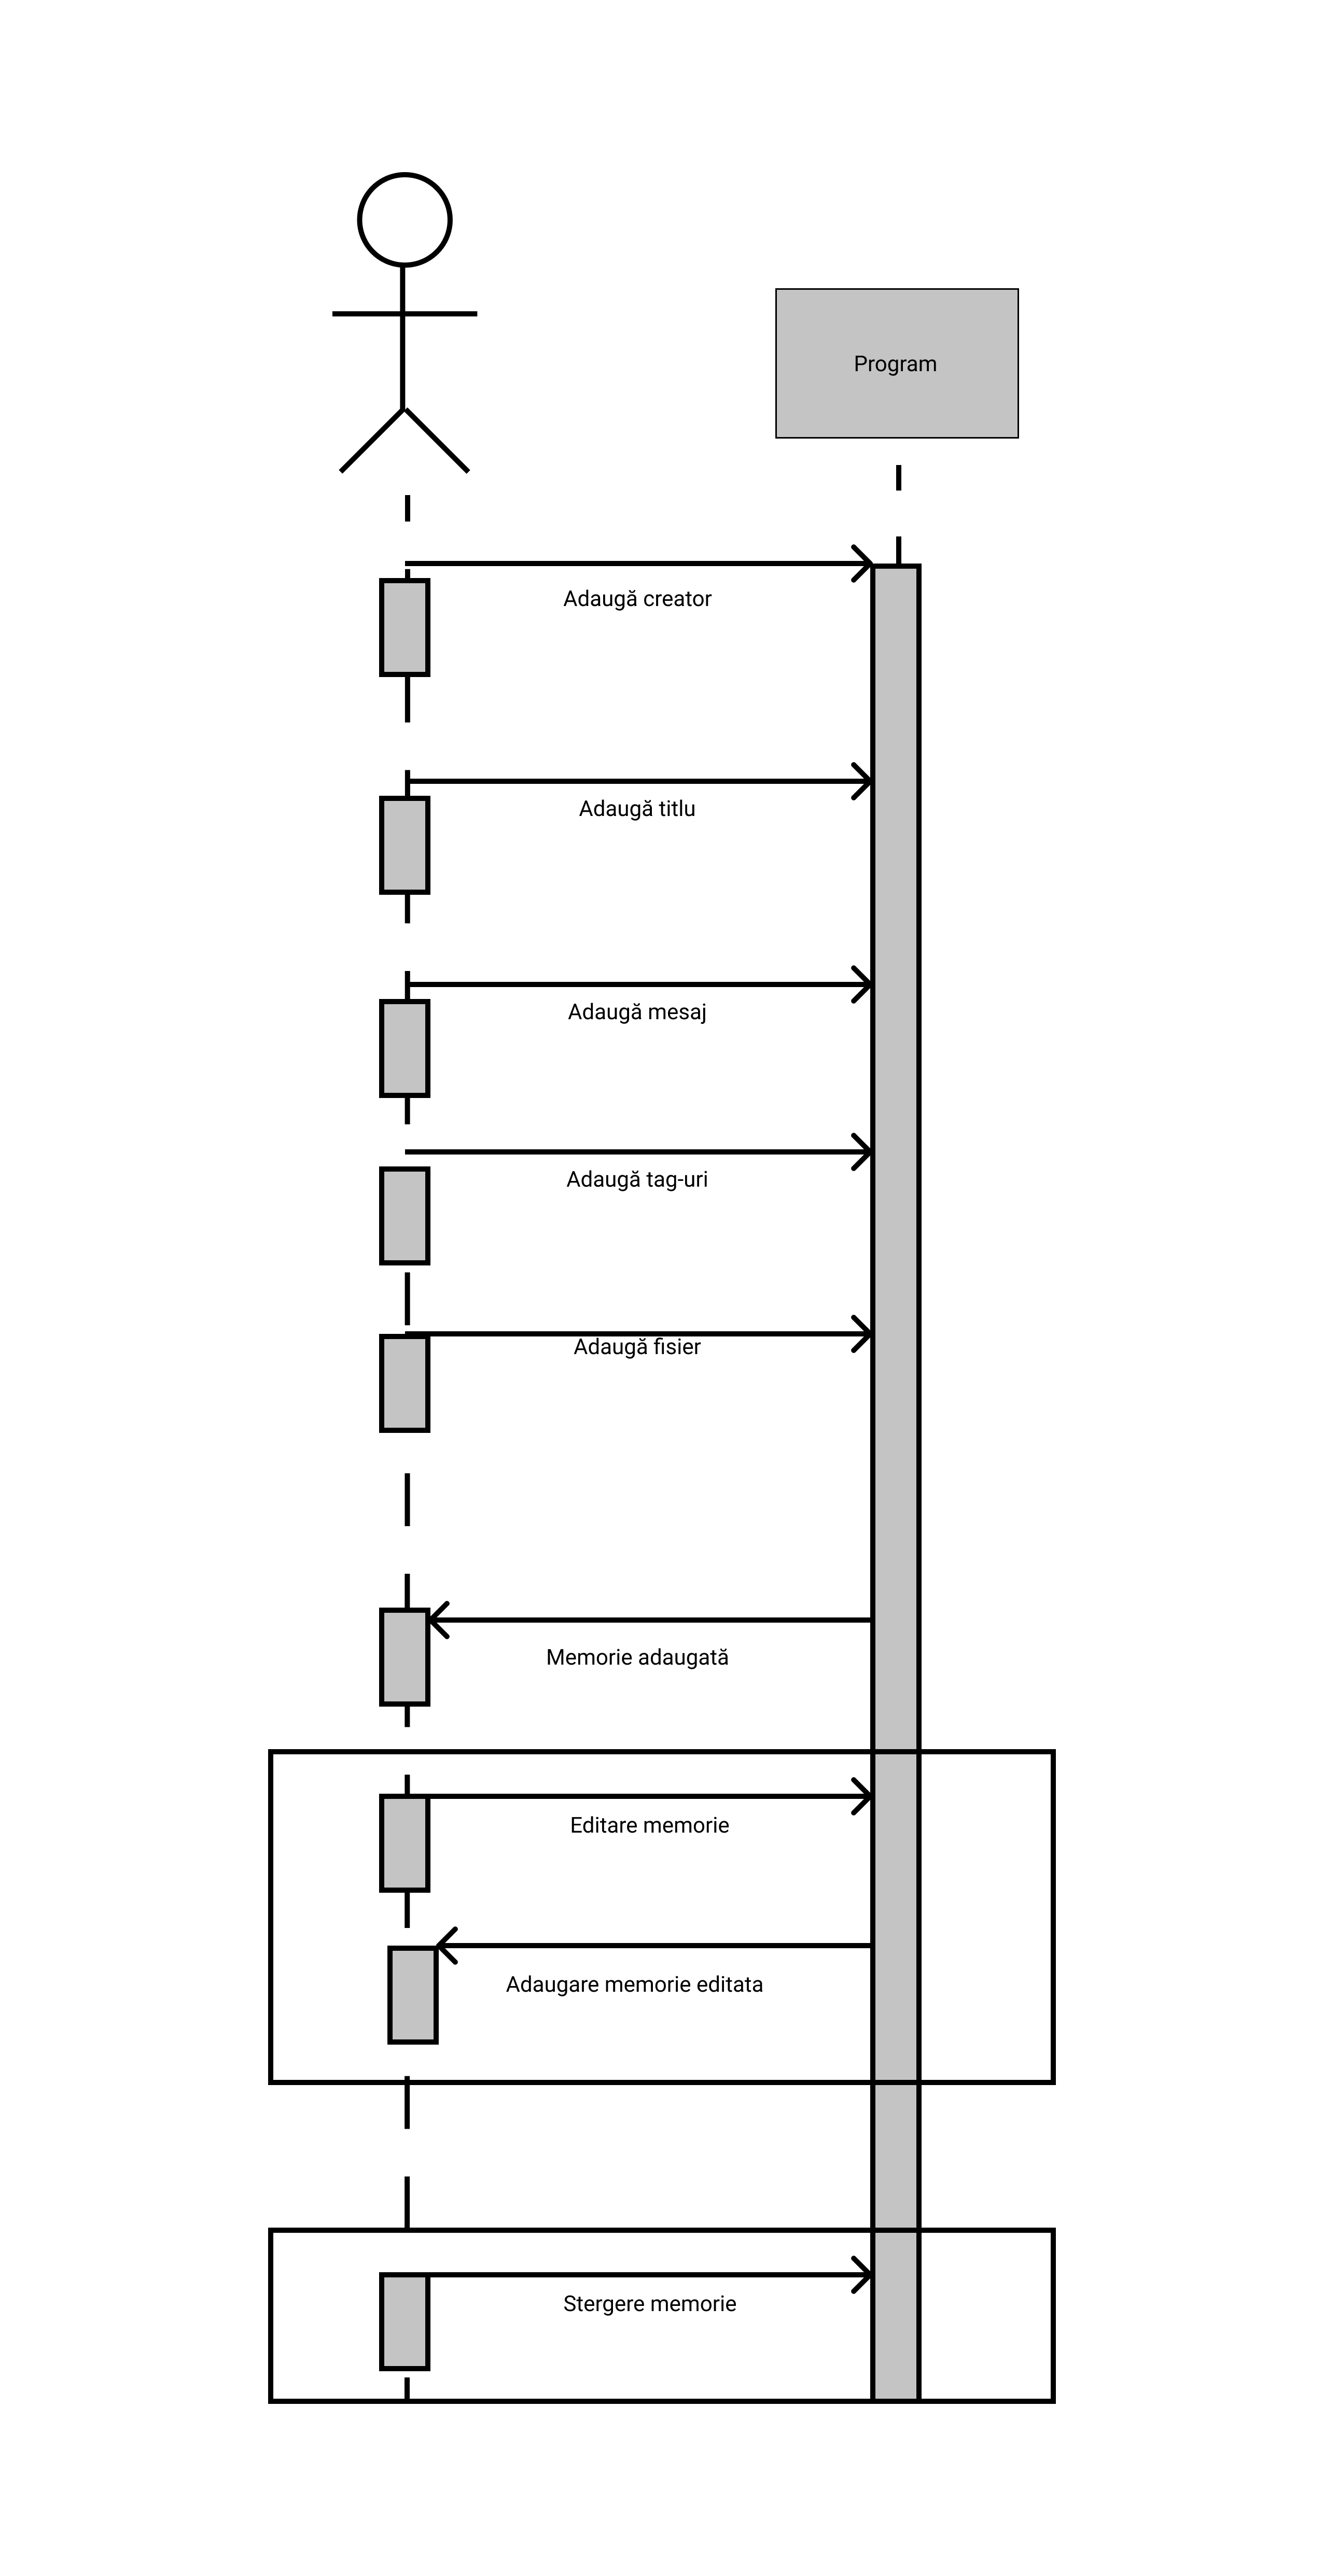 Program
Adaugă creator
Adaugă titlu
Adaugă mesaj
Adaugă tag-uri
Adaugă fisier
Memorie adaugată
Editare memorie
Adaugare memorie editata
Stergere memorie